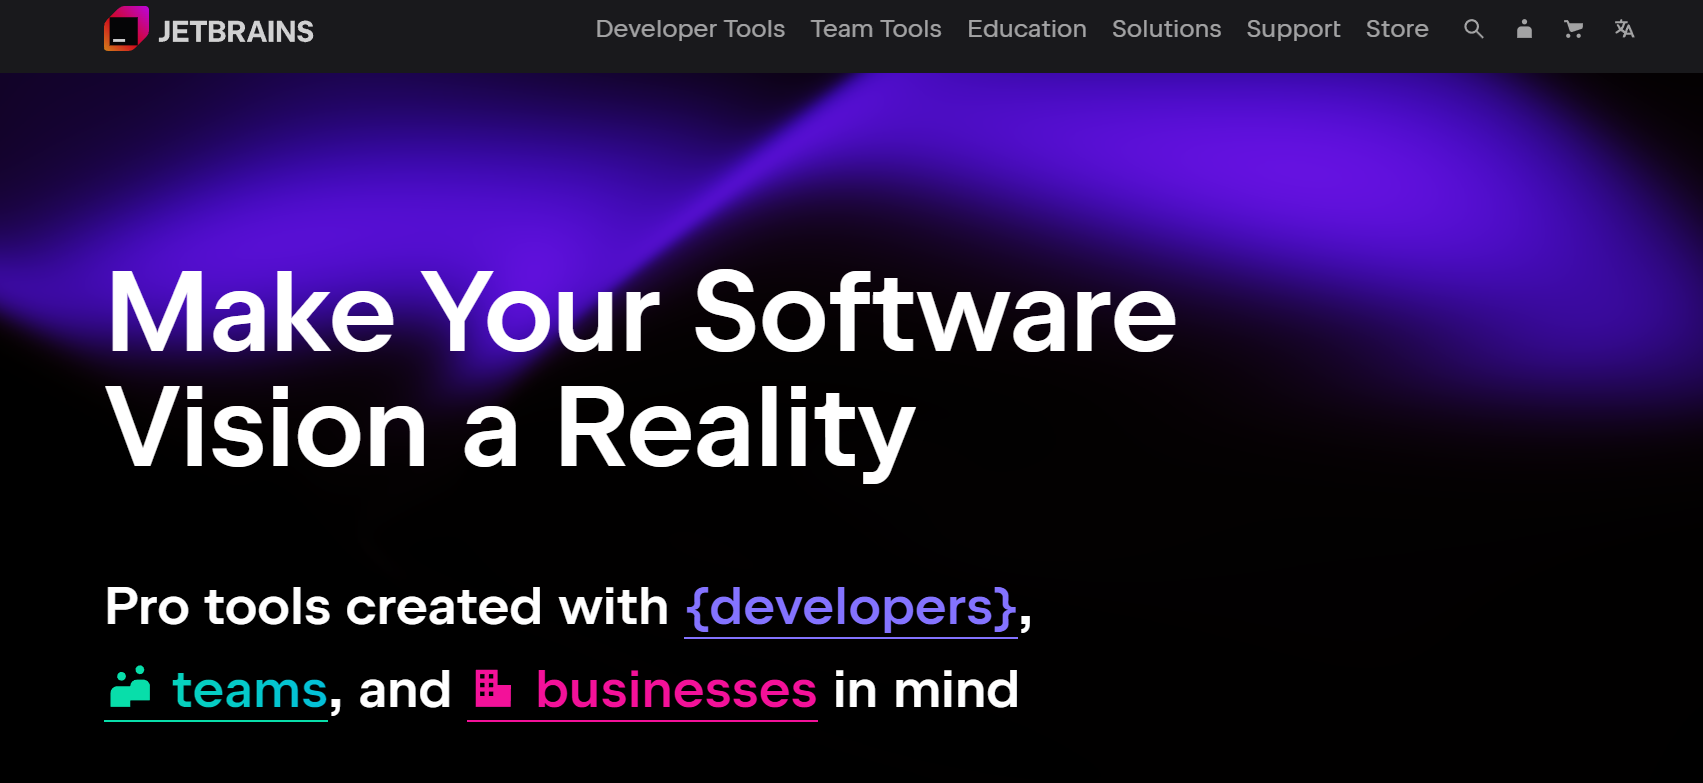 JETBRAINS
Developer Tools Team Tools Education Solutions Support Store
Make Your Software
Vision a Reality
Pro tools created with {developers},
teams, and businesses in mind